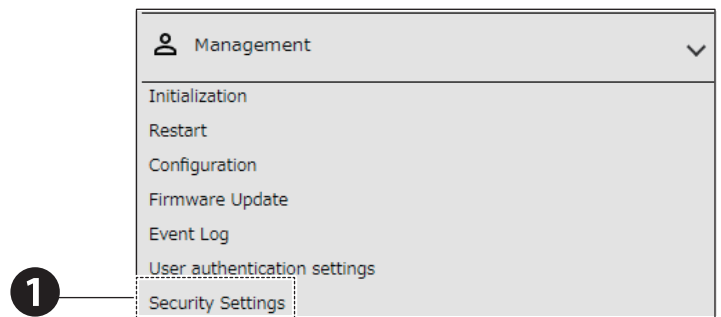 Management
Initialization
Restart
Configuration
Firmware Update
Event Log
User authentication settings
1
Security Settings